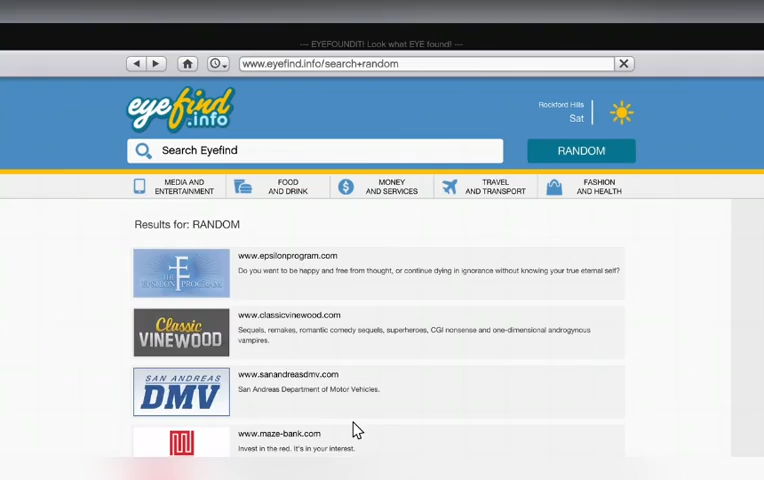 — EYEFOUNDIT! Look what EYE found! —
www.eyefind.info/search+random
eyefind
.info
Rockford Hills
Sat
Search Eyefind
RANDOM
MEDIA AND
ENTERTAINMENT
FOOD
AND DRINK
MONEY
AND SERVICES
TRAVEL
AND TRANSPORT
FASHION
AND HEALTH
Results for: RANDOM
THE
EPSILON PROGRAM
www.epsilonprogram.com
Do you want to be happy and free from thought, or continue dying in ignorance without knowing your true eternal self?
Classic
VINEWOOD
www.classicvinewood.com
Sequels, remakes, romantic comedy sequels, superheroes, CGI nonsense and one-dimensional androgynous
vampires.
SAN ANDREAS
DMV
www.sanandreasdmv.com
San Andreas Department of Motor Vehicles.
www.maze-bank.com
Invest in the red. It's in your interest.